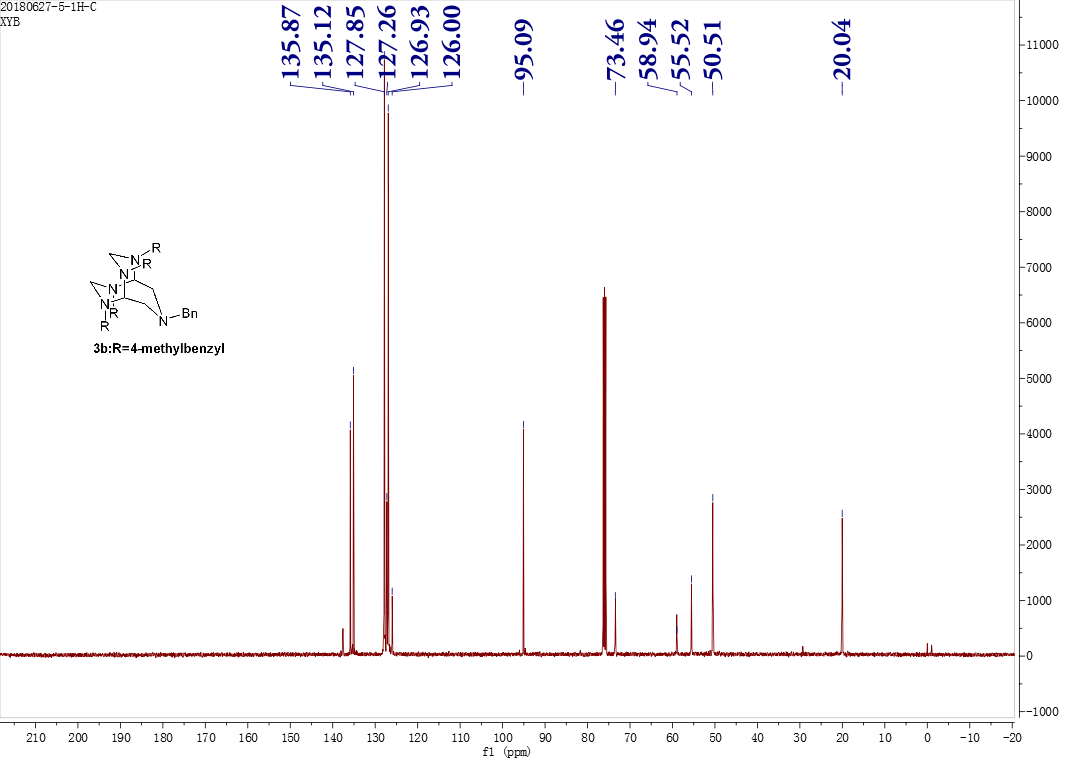 20180627-5-1H-C
XYB
135.87
135.12
127.85
127.26
126.93
126.00
95.09
73.46
58.94
55.52
50.51
20.04
11000
10000
9000
8000
7000
6000
5000
4000
3000
2000
1000
0
-1000
R
N
R
N
N
N
R
R
N
Bn
3b:R=4-methylbenzyl
210 200 190 180 170 160 150 140 130 120 110 100 90 80 70 60 50 40 30 20 10 0 -10 -20
f1 (ppm)